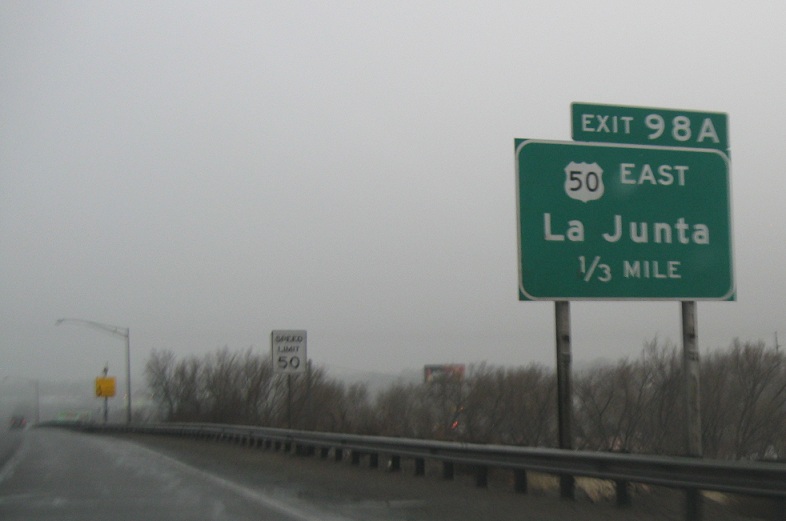 EXIT 98A
50 EAST
La Junta
1/3 MILE
SPEED
LIMIT
50